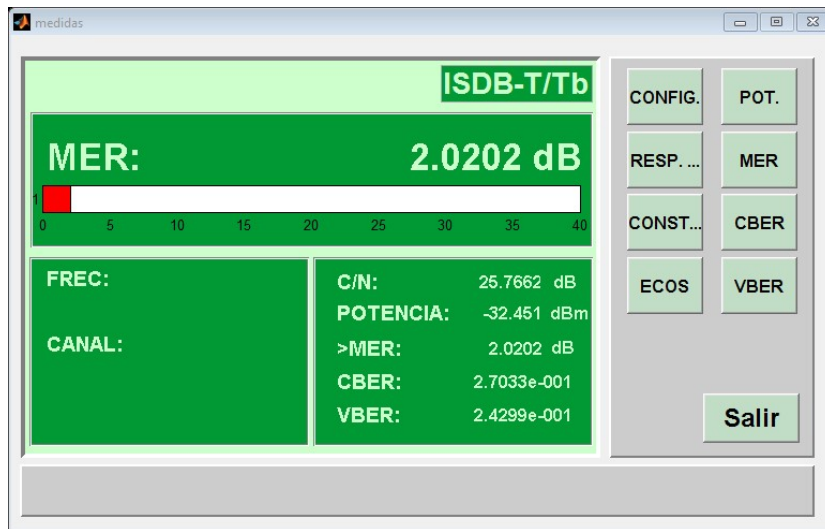 medidas
ISDB-T/Tb
MER: 2.0202 dB
1
0 5 10 15 20 25 30 35 40
FREC:
CANAL:
C/N: 25.7662 dB
POTENCIA: -32.451 dBm
>MER: 2.0202 dB
CBER: 2.7033e-001
VBER: 2.4299e-001
CONFIG. POT.
RESP. ... MER
CONST... CBER
ECOS VBER
Salir